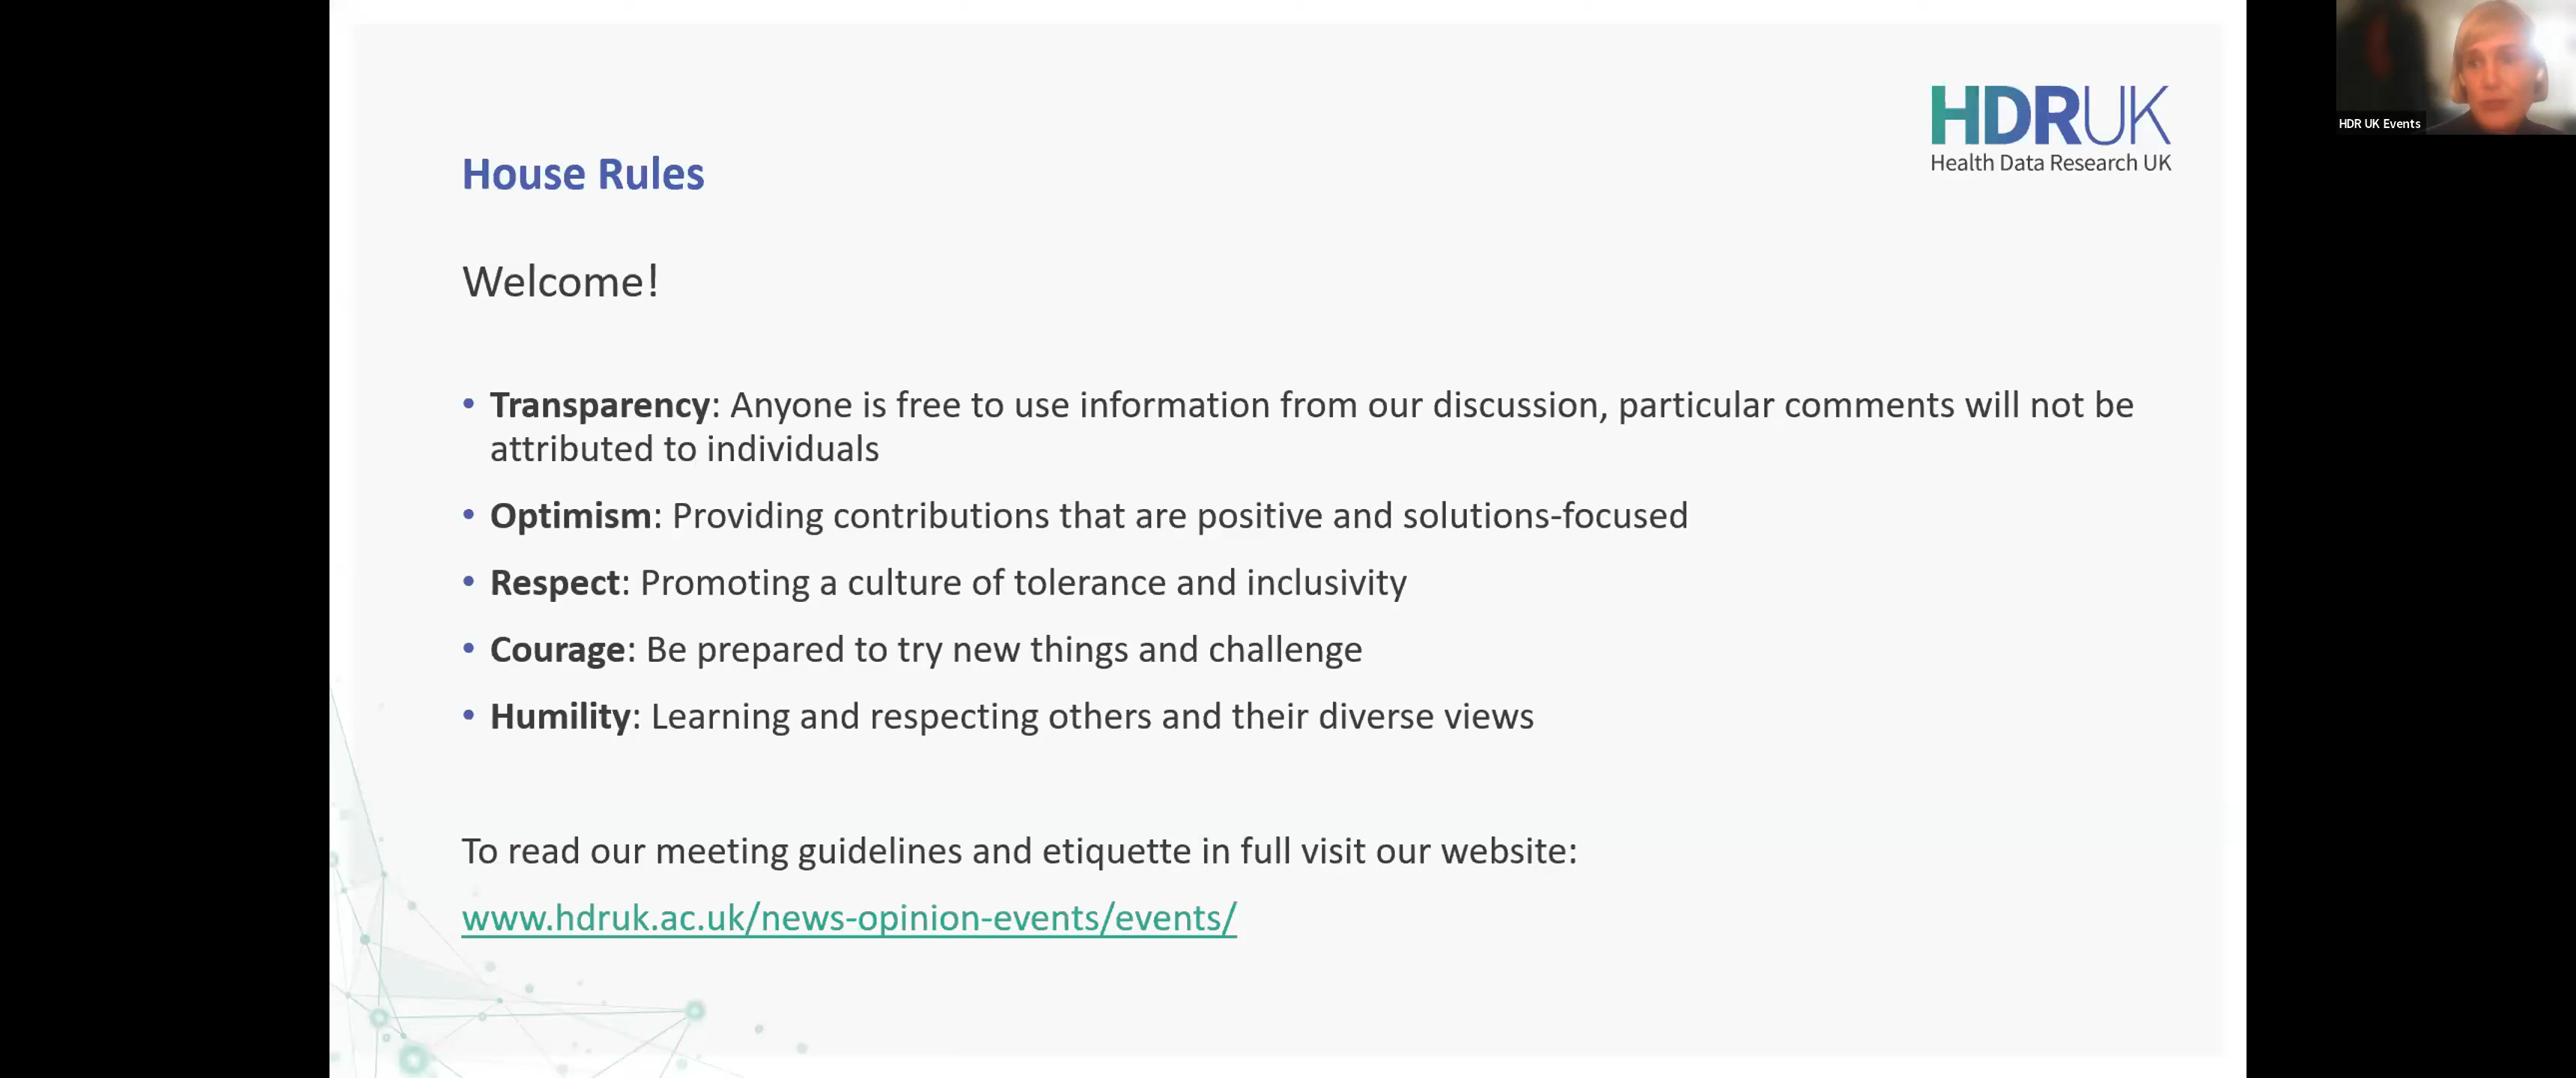 HDRUK
Health Data Research UK
HDR UK Events
House Rules
Welcome!
• Transparency: Anyone is free to use information from our discussion, particular comments will not be
attributed to individuals
• Optimism: Providing contributions that are positive and solutions-focused
• Respect: Promoting a culture of tolerance and inclusivity
• Courage: Be prepared to try new things and challenge
• Humility: Learning and respecting others and their diverse views
To read our meeting guidelines and etiquette in full visit our website:
www.hdruk.ac.uk/news-opinion-events/events/